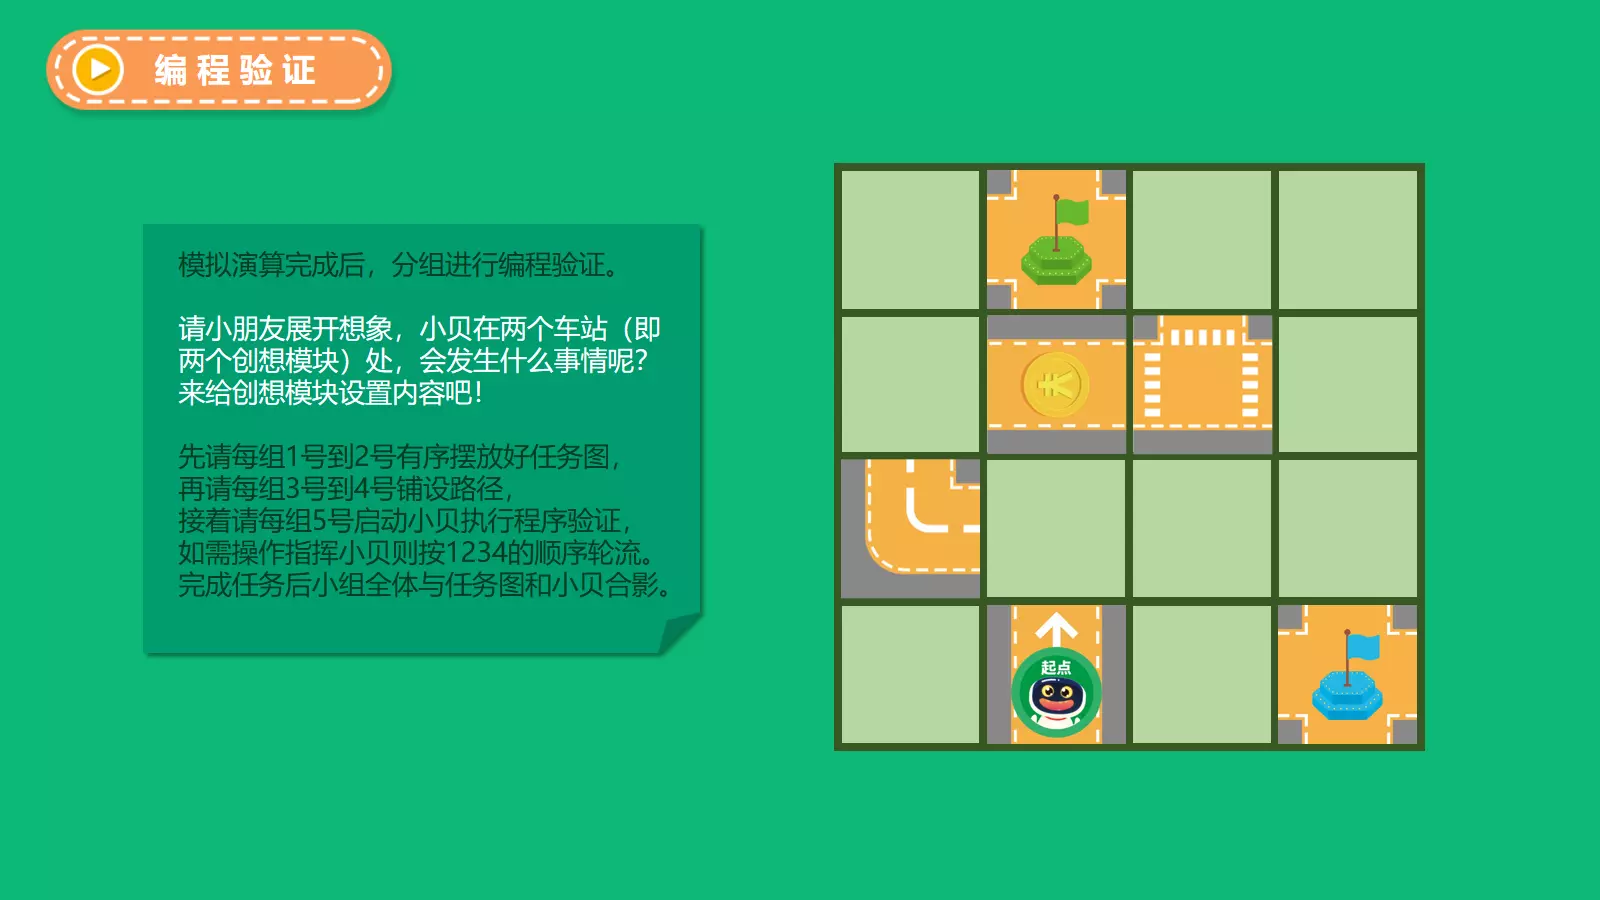 编程验证
模拟演算完成后，分组进行编程验证。
请小朋友展开想象，小贝在两个车站（即
两个创想模块）处，会发生什么事情呢？
来给创想模块设置内容吧！
先请每组1号到2号有序摆放好任务图，
再请每组3号到4号铺设路径，
接着请每组5号启动小贝执行程序验证，
如需操作指挥小贝则按1234的顺序轮流。
完成任务后小组全体与任务图和小贝合影。
起点